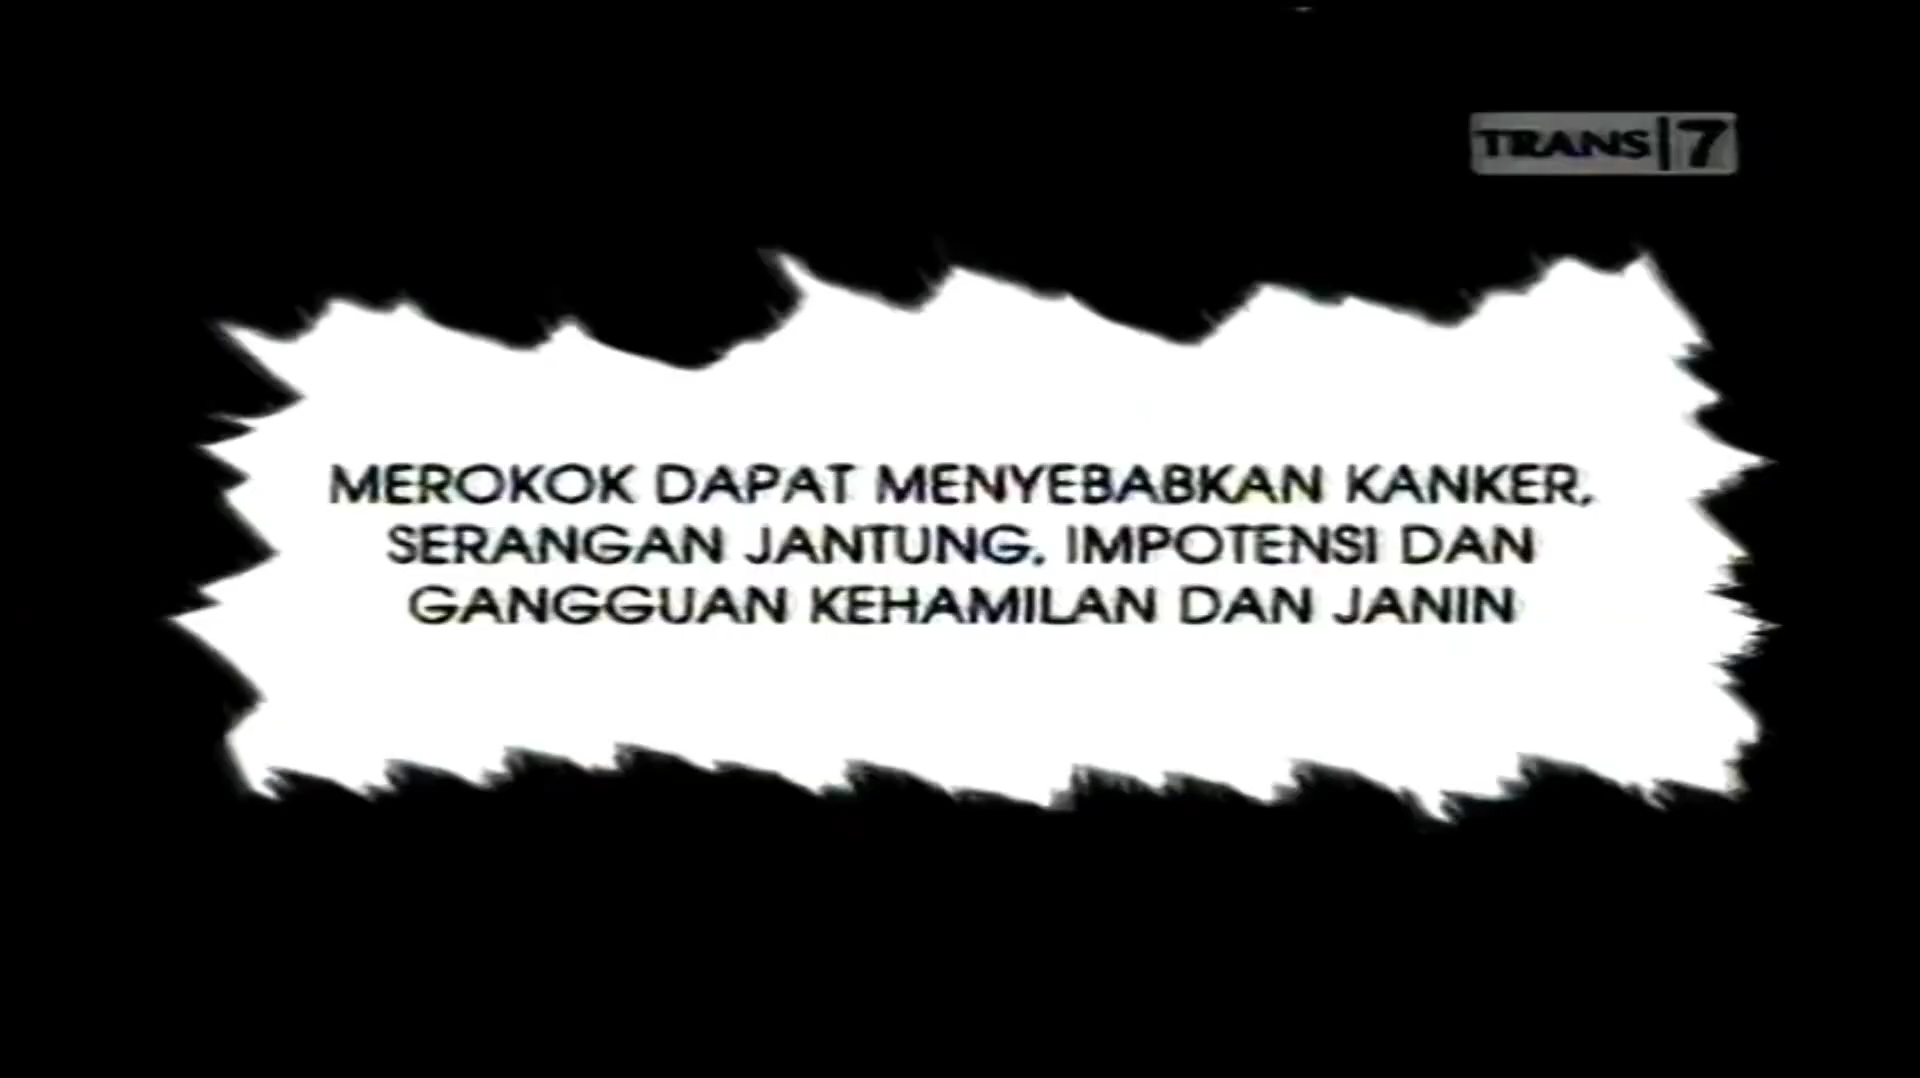 TRANS|7
MEROKOK DAPAT MENYEBABKAN KANKER,
SERANGAN JANTUNG, IMPOTENSI DAN
GANGGUAN KEHAMILAN DAN JANIN